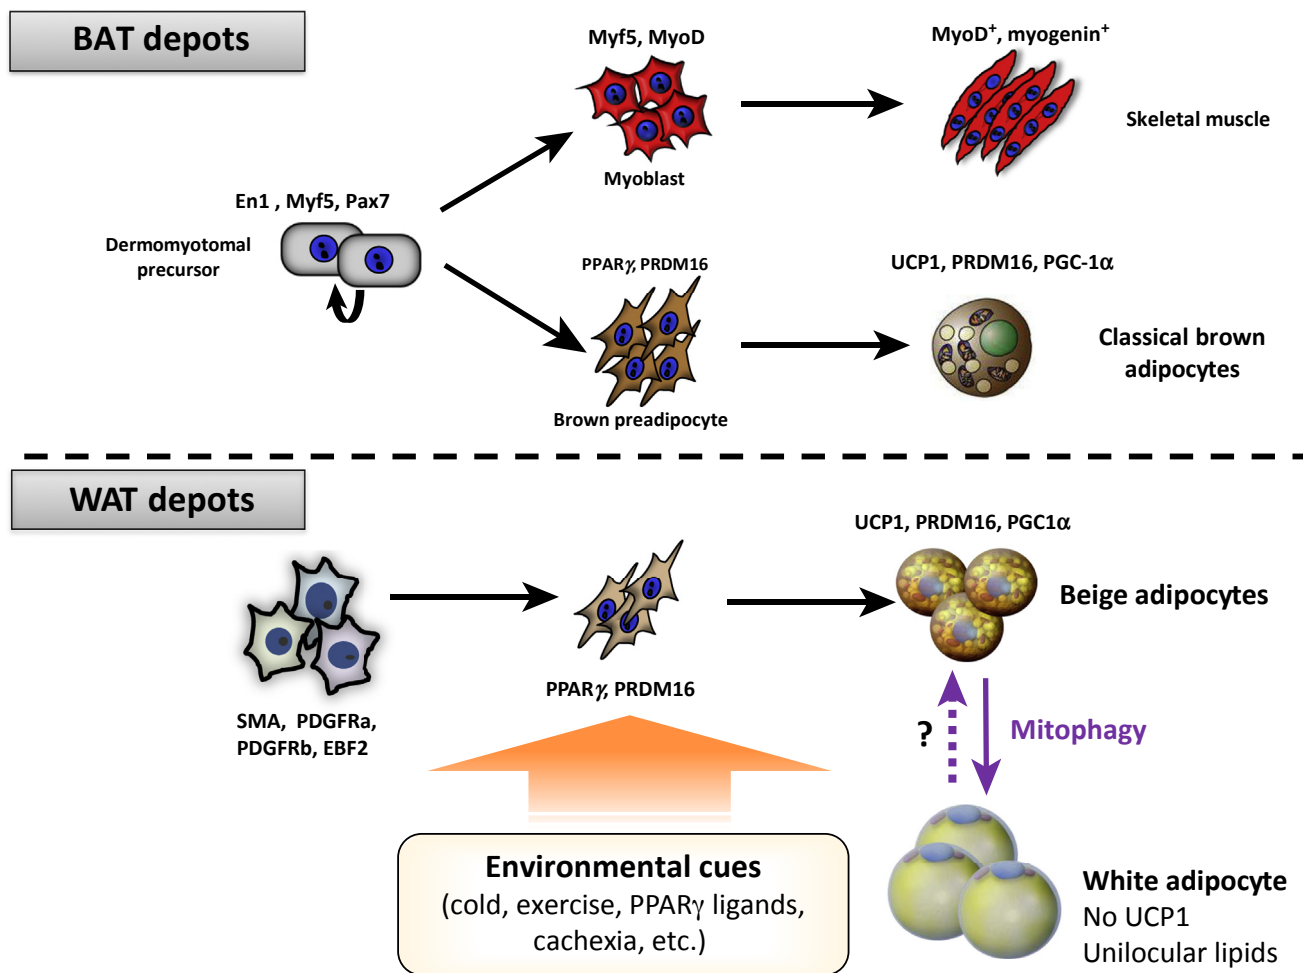 BAT depots
Myf5, MyoD
MyoD⁺, myogenin⁺
Skeletal muscle
Myoblast
En1 , Myf5, Pax7
Dermomyotomal
precursor
PPARγ, PRDM16
UCP1, PRDM16, PGC-1α
Classical brown
adipocytes
Brown preadipocyte
WAT depots
UCP1, PRDM16, PGC1α
Beige adipocytes
PPARγ, PRDM16
SMA, PDGFRa,
PDGFRb, EBF2
?
Mitophagy
Environmental cues
(cold, exercise, PPARγ ligands,
cachexia, etc.)
White adipocyte
No UCP1
Unilocular lipids